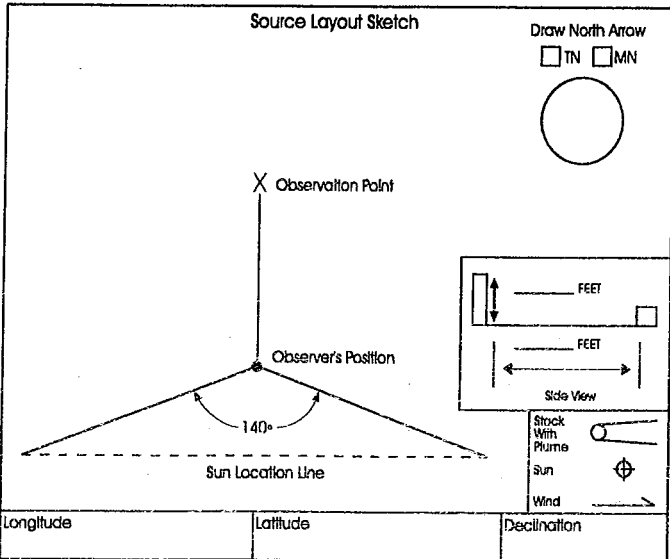 Source Layout Sketch
Draw North Arrow
TN MN
X Observation Point
FEET
Observer's Position
FEET
Side View
140°
Sun Location Line
Stack
With
Plume
Sun
Wind
Longitude Latitude Declination